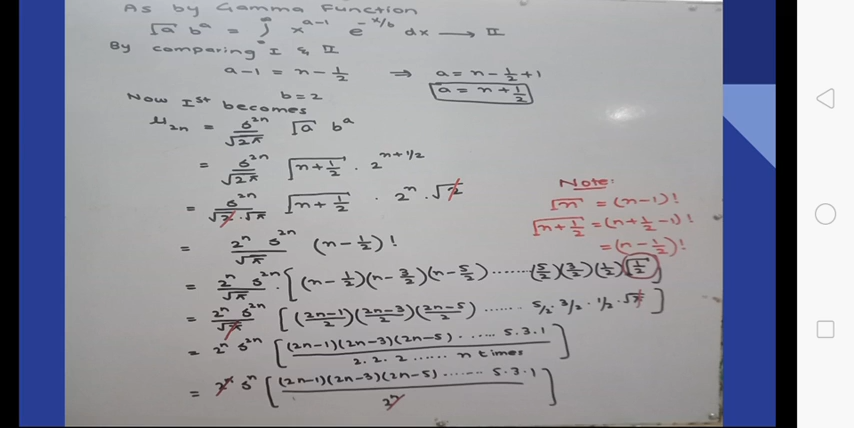 As by Gamma Function
Γa b^a = ∫₀^∞ x^(a-1) e^(-x/b) dx ⟶ II
By comparing I & II
a-1 = n-1/2 ⇒ a = n-1/2+1
b=2 a = n+1/2
Now Ist becomes
μ₂ₙ = σ^2n/√2π Γa b^a
= σ^2n/√2π Γn+1/2 · 2^(n+1/2)
= σ^2n/√2·√π Γn+1/2 · 2^n·√2
= 2^n σ^2n/√π (n-1/2)!
= 2^n σ^2n/√π · [(n-1/2)(n-3/2)(n-5/2)......(5/2)(3/2)(1/2)Γ1/2]
= 2^n σ^2n/√π [(2n-1/2)(2n-3/2)(2n-5/2)...... 5/2·3/2·1/2·√π]
= 2^n σ^2n [(2n-1)(2n-3)(2n-5)...... 5.3.1 / 2.2.2...... n times]
= 2^n σ^n [(2n-1)(2n-3)(2n-5)...... 5.3.1 / 2^n]
Note:
Γn = (n-1)!
Γn+1/2 = (n+1/2-1)!
= (n-1/2)!